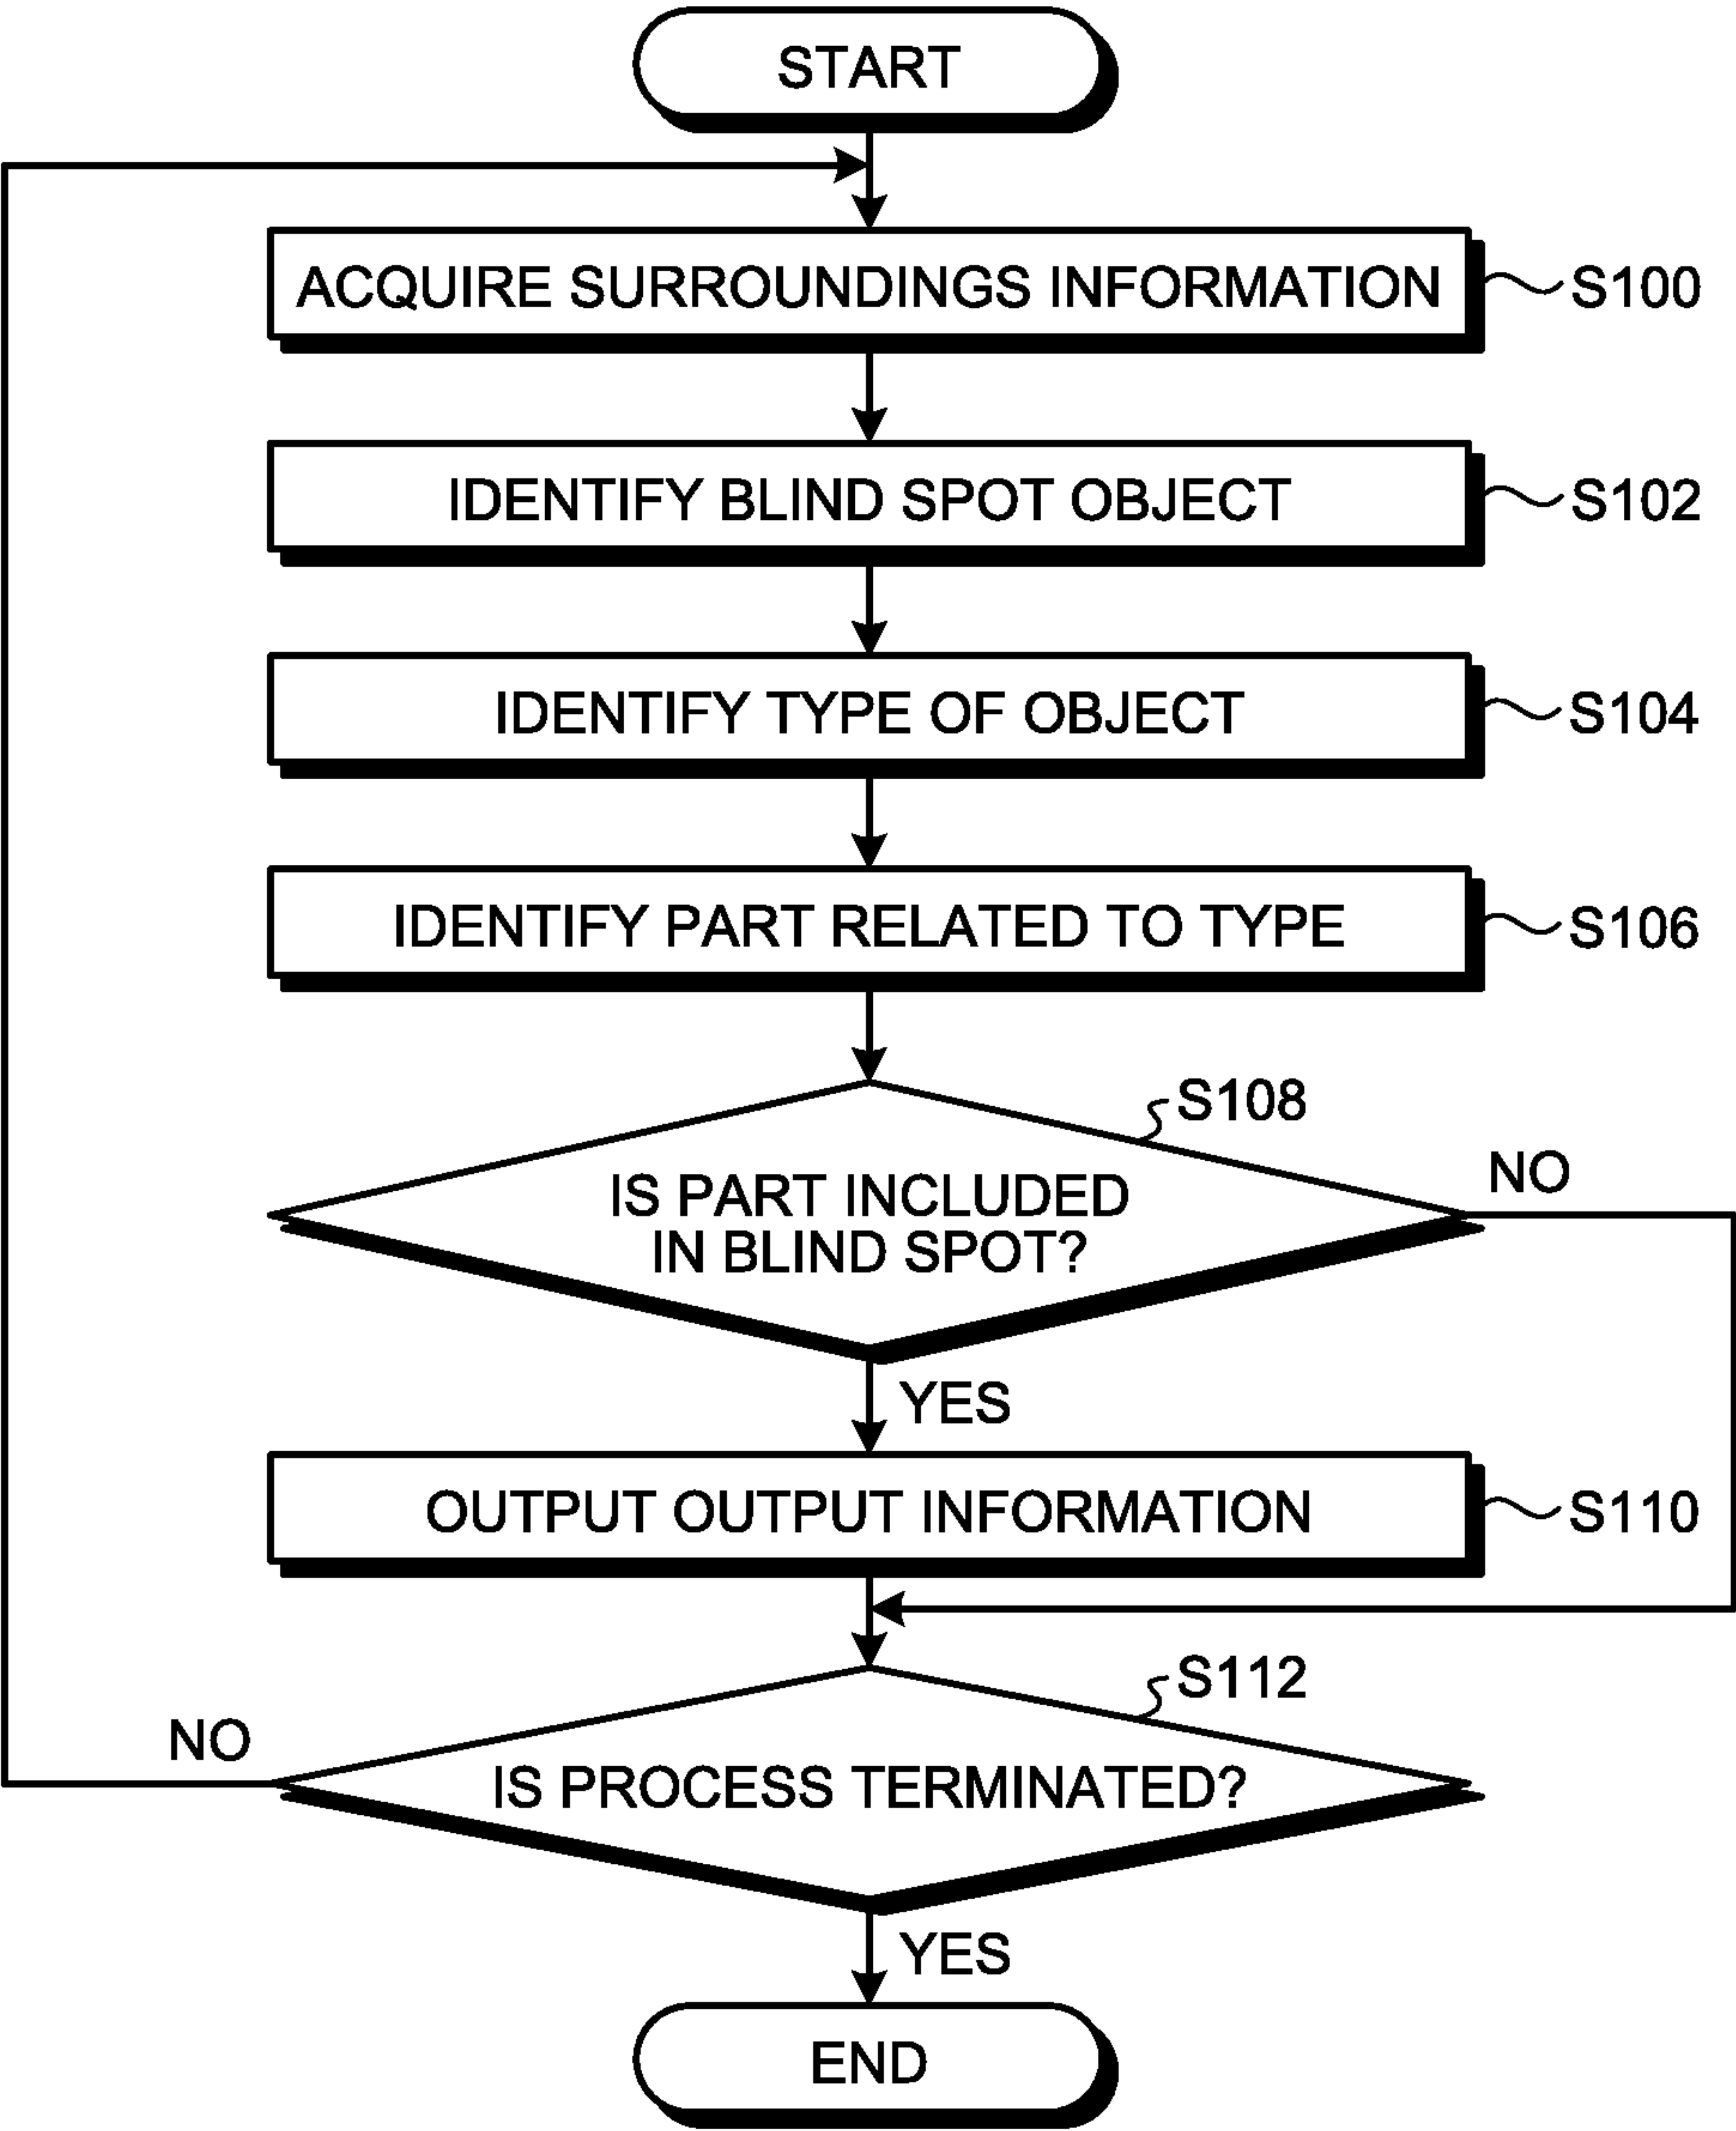 START
ACQUIRE SURROUNDINGS INFORMATION
S100
IDENTIFY BLIND SPOT OBJECT
S102
IDENTIFY TYPE OF OBJECT
S104
IDENTIFY PART RELATED TO TYPE
S106
S108
IS PART INCLUDED
IN BLIND SPOT?
NO
YES
OUTPUT OUTPUT INFORMATION
S110
S112
NO
IS PROCESS TERMINATED?
YES
END